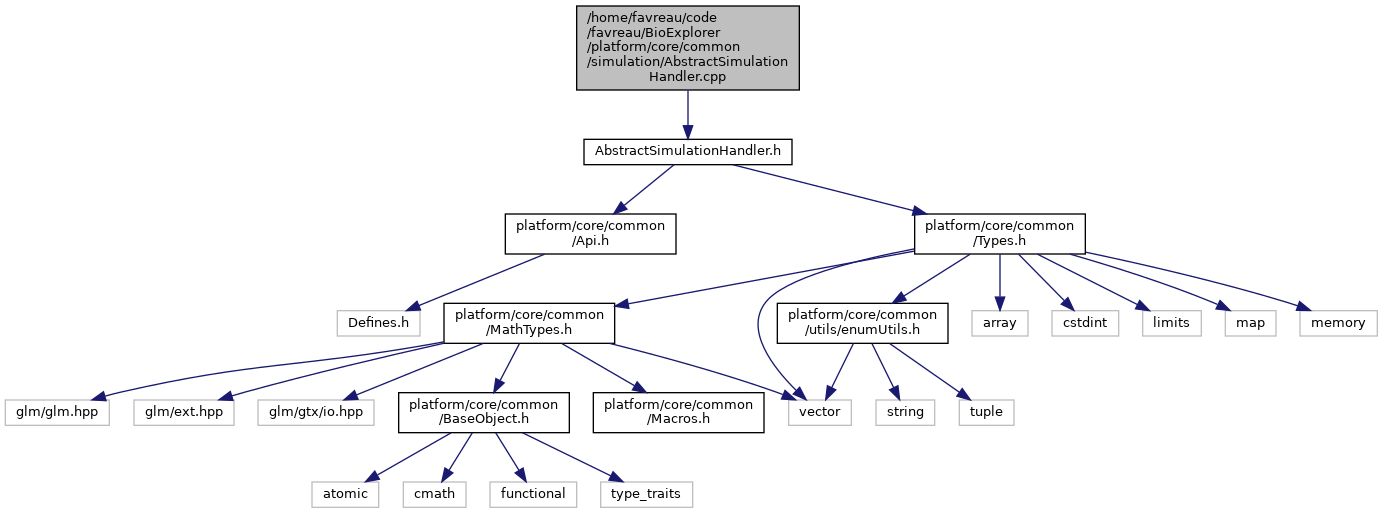 /home/favreau/code
/favreau/BioExplorer
/platform/core/common
/simulation/AbstractSimulation
Handler.cpp
AbstractSimulationHandler.h
platform/core/common
/Api.h
platform/core/common
/Types.h
Defines.h
platform/core/common
/MathTypes.h
platform/core/common
/utils/enumUtils.h
array
cstdint
limits
map
memory
glm/glm.hpp
glm/ext.hpp
glm/gtx/io.hpp
platform/core/common
/BaseObject.h
platform/core/common
/Macros.h
vector
string
tuple
atomic
cmath
functional
type_traits